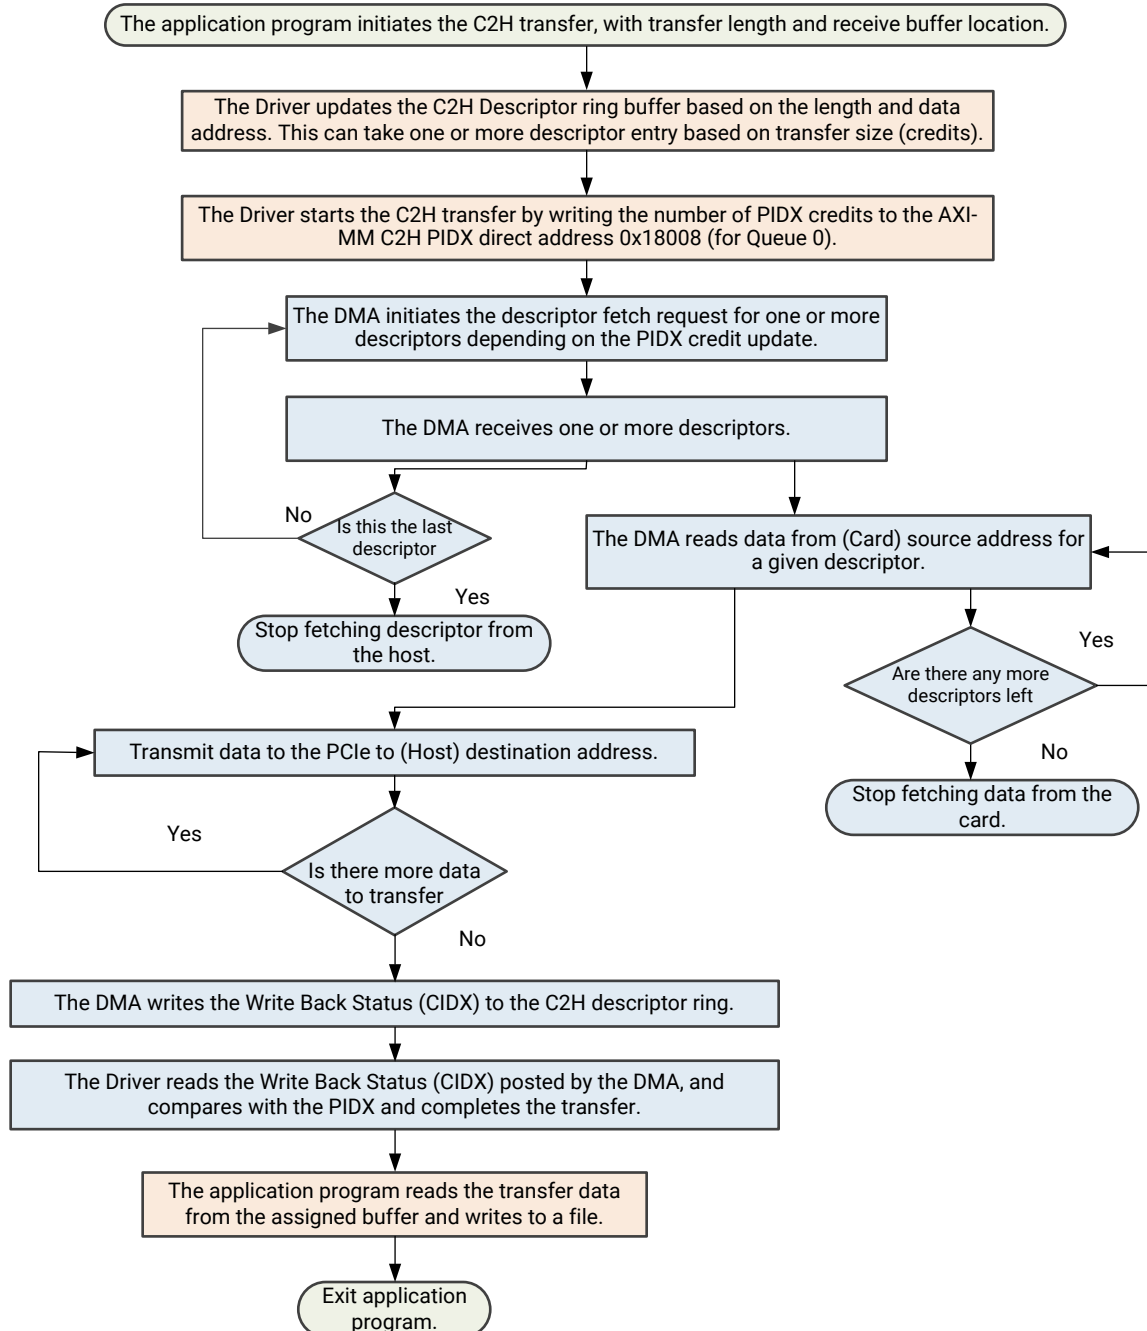 The application program initiates the C2H transfer, with transfer length and receive buffer location.
The Driver updates the C2H Descriptor ring buffer based on the length and data
address. This can take one or more descriptor entry based on transfer size (credits).
The Driver starts the C2H transfer by writing the number of PIDX credits to the AXI-
MM C2H PIDX direct address 0x18008 (for Queue 0).
The DMA initiates the descriptor fetch request for one or more
descriptors depending on the PIDX credit update.
The DMA receives one or more descriptors.
No
Is this the last
descriptor
Yes
Stop fetching descriptor from
the host.
The DMA reads data from (Card) source address for
a given descriptor.
Yes
Are there any more
descriptors left
No
Stop fetching data from the
card.
Transmit data to the PCIe to (Host) destination address.
Yes
Is there more data
to transfer
No
The DMA writes the Write Back Status (CIDX) to the C2H descriptor ring.
The Driver reads the Write Back Status (CIDX) posted by the DMA, and
compares with the PIDX and completes the transfer.
The application program reads the transfer data
from the assigned buffer and writes to a file.
Exit application
program.